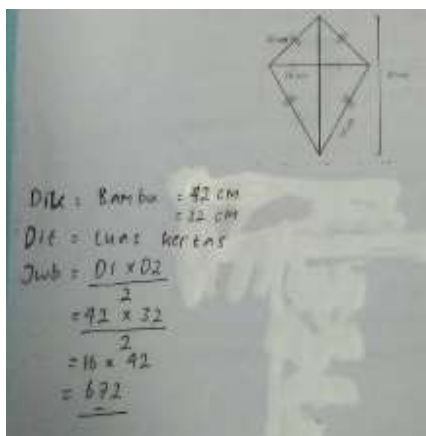 Dik : Bambu = 42 cm
= 32 cm
Dit = Luas kertas
Jwb = D1 x D2
2
= 42 x 32
2
= 16 x 42
= 672